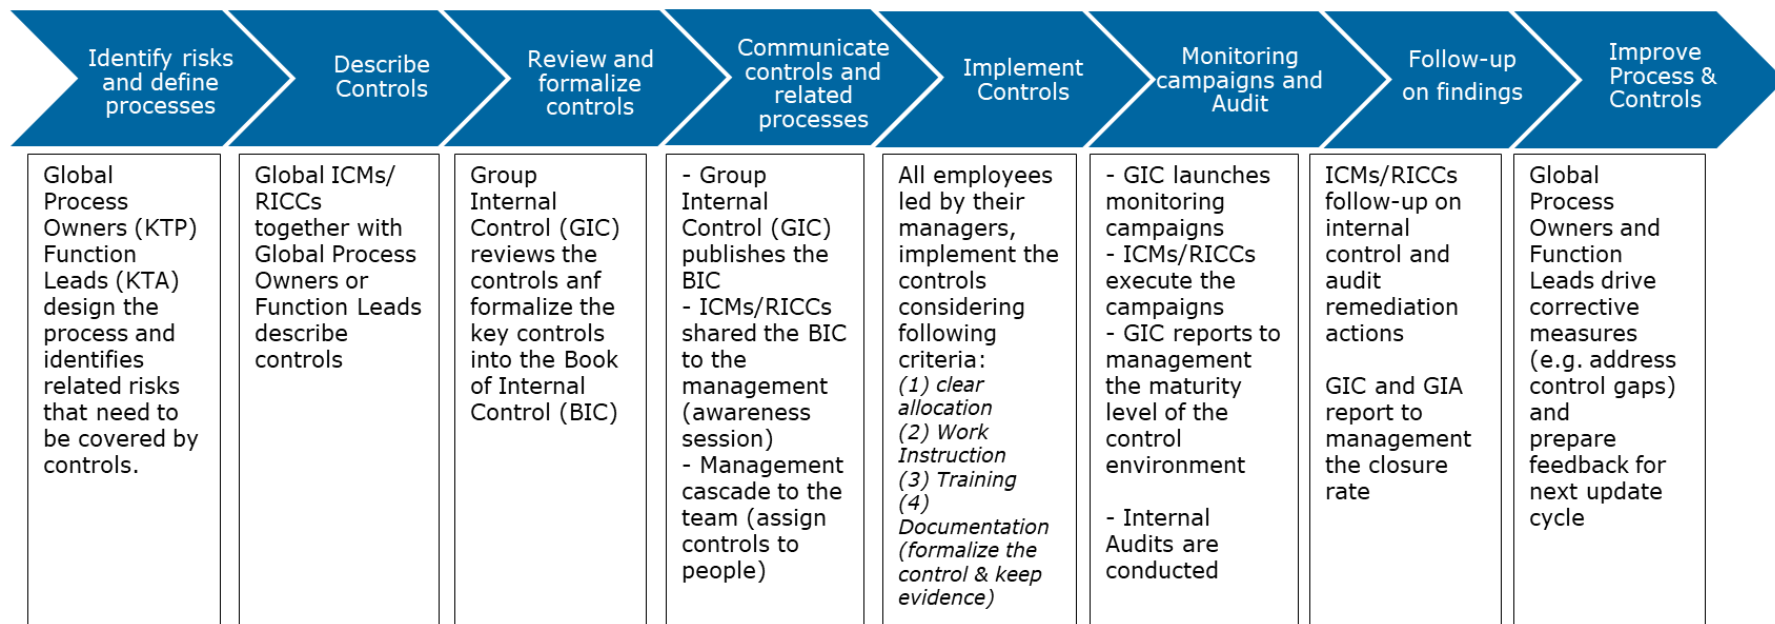 Identify risks
and define
processes
Describe
Controls
Review and
formalize
controls
Communicate
controls and
related
processes
Implement
Controls
Monitoring
campaigns and
Audit
Follow-up
on findings
Improve
Process &
Controls
Global
Process
Owners (KTP)
Function
Leads (KTA)
design the
process and
identifies
related risks
that need to
be covered by
controls.
Global ICMs/
RICCs
together with
Global Process
Owners or
Function Leads
describe
controls
Group
Internal
Control (GIC)
reviews the
controls anf
formalize the
key controls
into the Book
of Internal
Control (BIC)
- Group
Internal
Control (GIC)
publishes the
BIC
- ICMs/RICCs
shared the BIC
to the
management
(awareness
session)
- Management
cascade to the
team (assign
controls to
people)
All employees
led by their
managers,
implement the
controls
considering
following
criteria:
(1) clear
allocation
(2) Work
Instruction
(3) Training
(4)
Documentation
(formalize the
control & keep
evidence)
- GIC launches
monitoring
campaigns
- ICMs/RICCs
execute the
campaigns
- GIC reports to
management
the maturity
level of the
control
environment
- Internal
Audits are
conducted
ICMs/RICCs
follow-up on
internal
control and
audit
remediation
actions
GIC and GIA
report to
management
the closure
rate
Global
Process
Owners and
Function
Leads drive
corrective
measures
(e.g. address
control gaps)
and
prepare
feedback for
next update
cycle